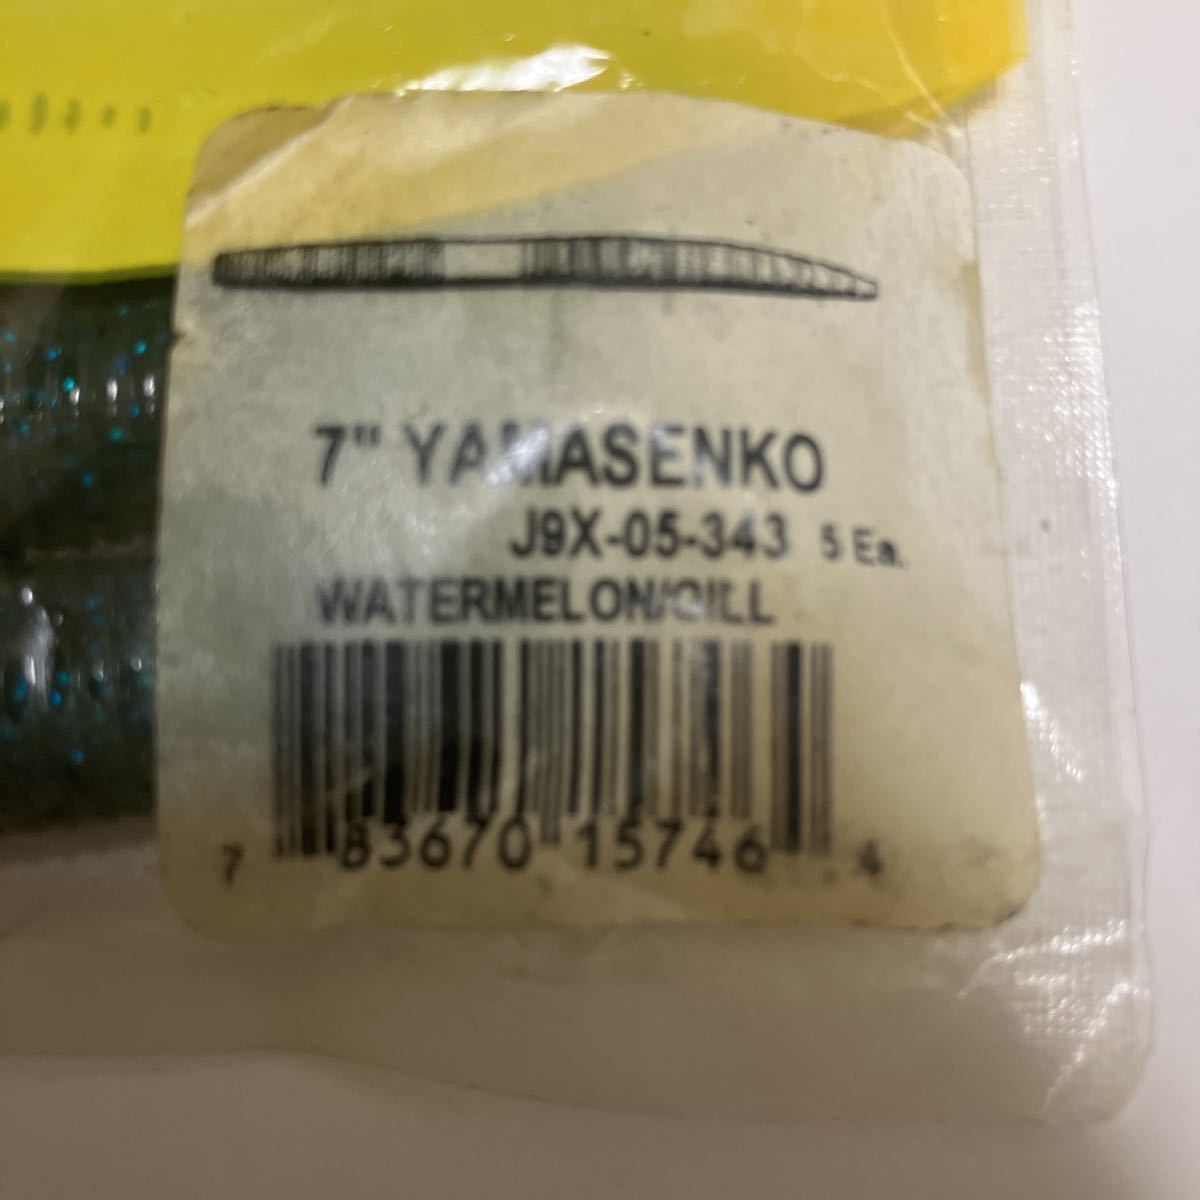 7" YAMASENKO
J9X-05-343 5 Ea.
WATERMELON/GILL
7 83670 15746 4